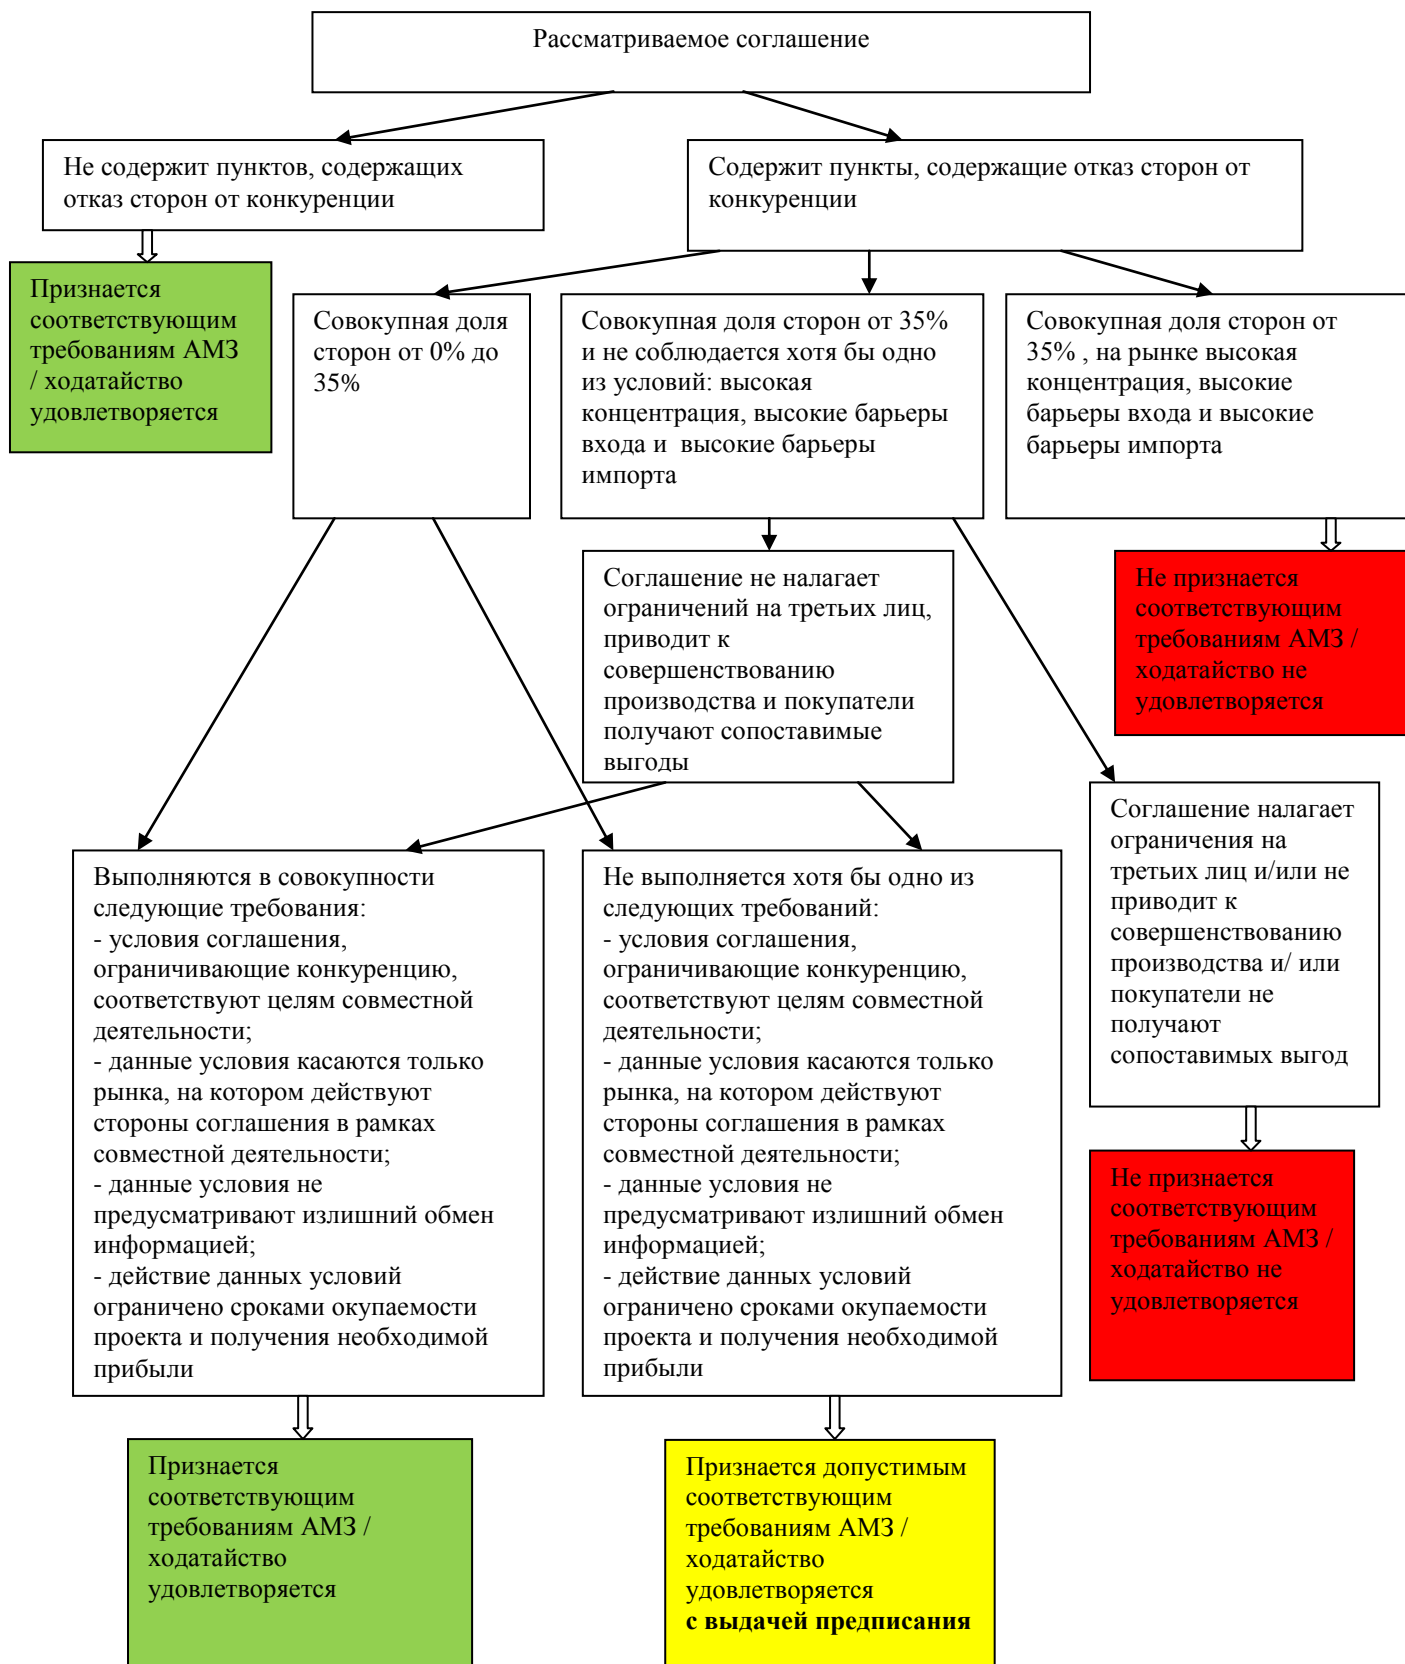 Рассматриваемое соглашение
Не содержит пунктов, содержащих
отказ сторон от конкуренции
Содержит пункты, содержащие отказ сторон от
конкуренции
Признается
соответствующим
требованиям АМЗ
/ ходатайство
удовлетворяется
Совокупная доля
сторон от 0% до
35%
Совокупная доля сторон от 35%
и не соблюдается хотя бы одно
из условий: высокая
концентрация, высокие барьеры
входа и  высокие барьеры
импорта
Совокупная доля сторон от
35% , на рынке высокая
концентрация, высокие
барьеры входа и высокие
барьеры импорта
Соглашение не налагает
ограничений на третьих лиц,
приводит к
совершенствованию
производства и покупатели
получают сопоставимые
выгоды
Не признается
соответствующим
требованиям АМЗ /
ходатайство не
удовлетворяется
Соглашение налагает
ограничения на
третьих лиц и/или не
приводит к
совершенствованию
производства и/ или
покупатели не
получают
сопоставимых выгод
Выполняются в совокупности
следующие требования:
- условия соглашения,
ограничивающие конкуренцию,
соответствуют целям совместной
деятельности;
- данные условия касаются только
рынка, на котором действуют
стороны соглашения в рамках
совместной деятельности;
- данные условия не
предусматривают излишний обмен
информацией;
- действие данных условий
ограничено сроками окупаемости
проекта и получения необходимой
прибыли
Не выполняется хотя бы одно из
следующих требований:
- условия соглашения,
ограничивающие конкуренцию,
соответствуют целям совместной
деятельности;
- данные условия касаются только
рынка, на котором действуют
стороны соглашения в рамках
совместной деятельности;
- данные условия не
предусматривают излишний обмен
информацией;
- действие данных условий
ограничено сроками окупаемости
проекта и получения необходимой
прибыли
Не признается
соответствующим
требованиям АМЗ /
ходатайство не
удовлетворяется
Признается
соответствующим
требованиям АМЗ /
ходатайство
удовлетворяется
Признается допустимым
соответствующим
требованиям АМЗ /
ходатайство
удовлетворяется
с выдачей предписания